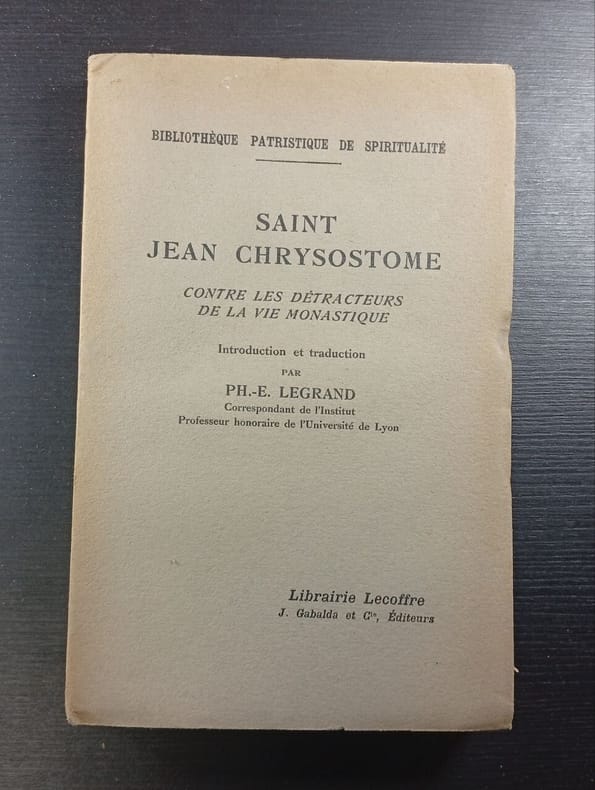 BIBLIOTHÈQUE PATRISTIQUE DE SPIRITUALITÉ
SAINT
JEAN CHRYSOSTOME
CONTRE LES DÉTRACTEURS
DE LA VIE MONASTIQUE
Introduction et traduction
PAR
PH.-E. LEGRAND
Correspondant de l'Institut
Professeur honoraire de l'Université de Lyon
Librairie Lecoffre
J. Gabalda et Cie, Éditeurs